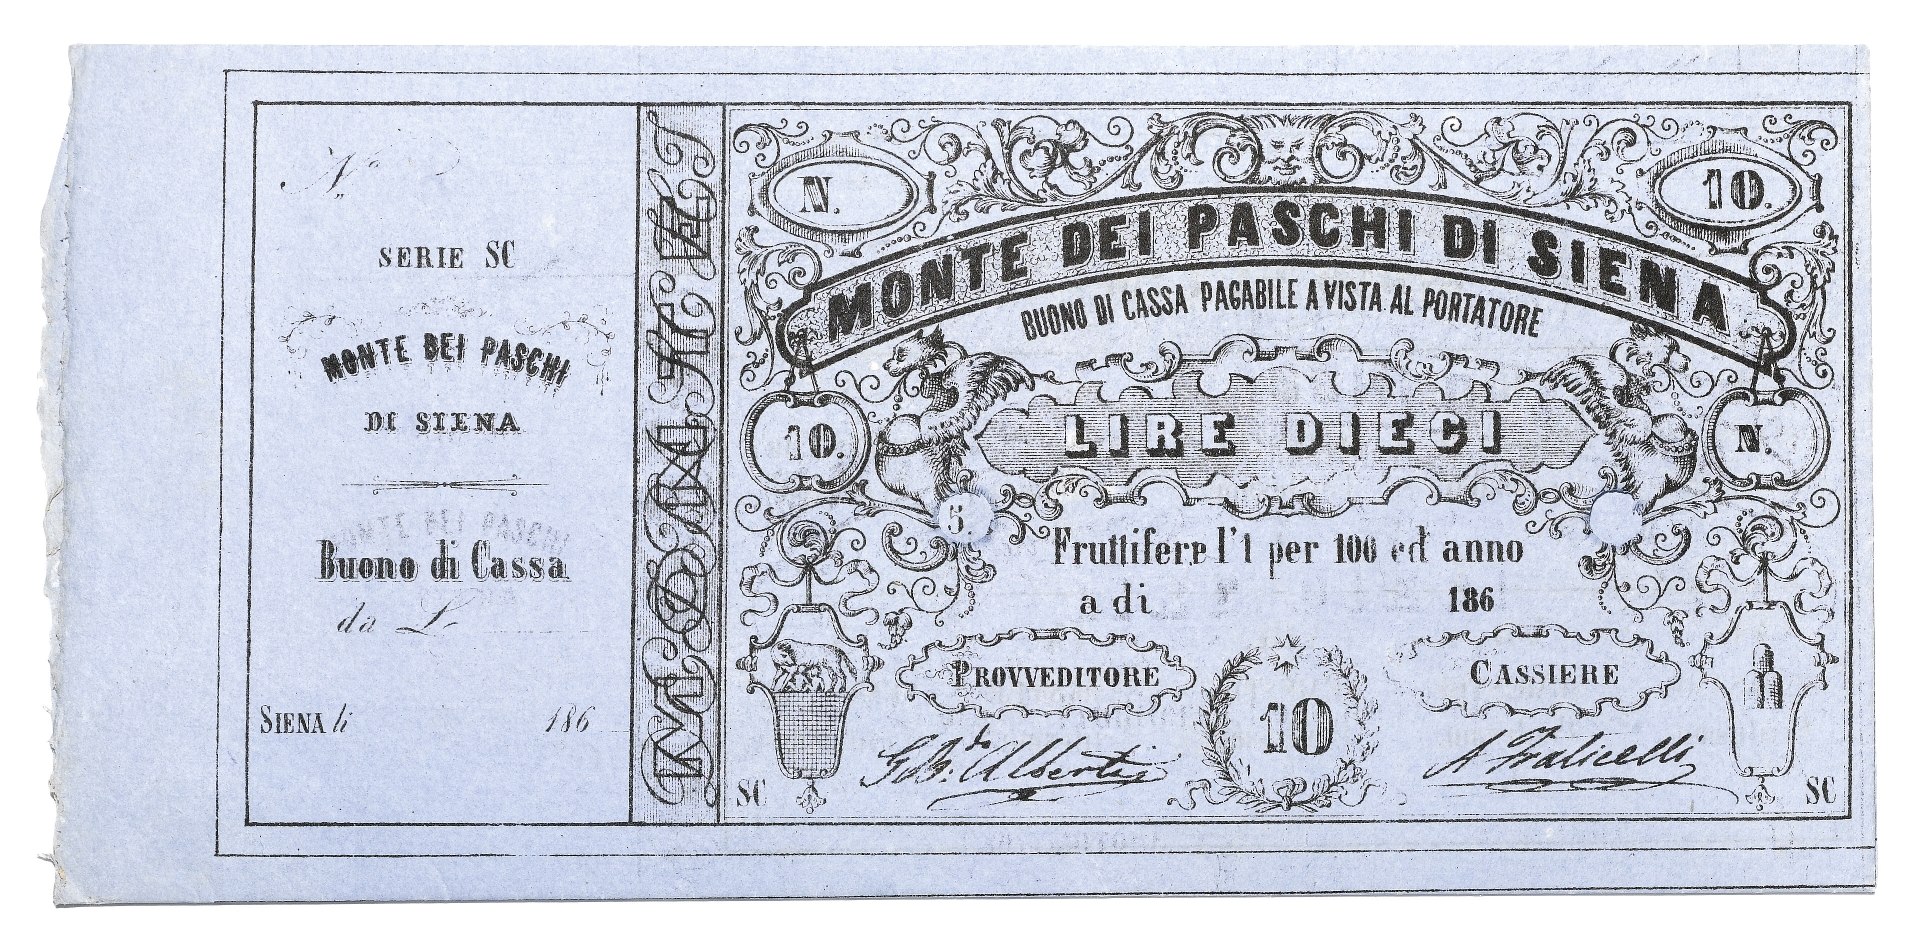 N.o
SERIE SC
MONTE DEI PASCHI
DI SIENA
Buono di Cassa
da L.
SIENA li 186
N. 10.
MONTE DEI PASCHI DI SIENA
BUONO DI CASSA PAGABILE A VISTA AL PORTATORE
10. LIRE DIECI N.
5.
Fruttifere l'1 per 100 ed anno
a di 186
PROVVEDITORE CASSIERE
10
SC SC